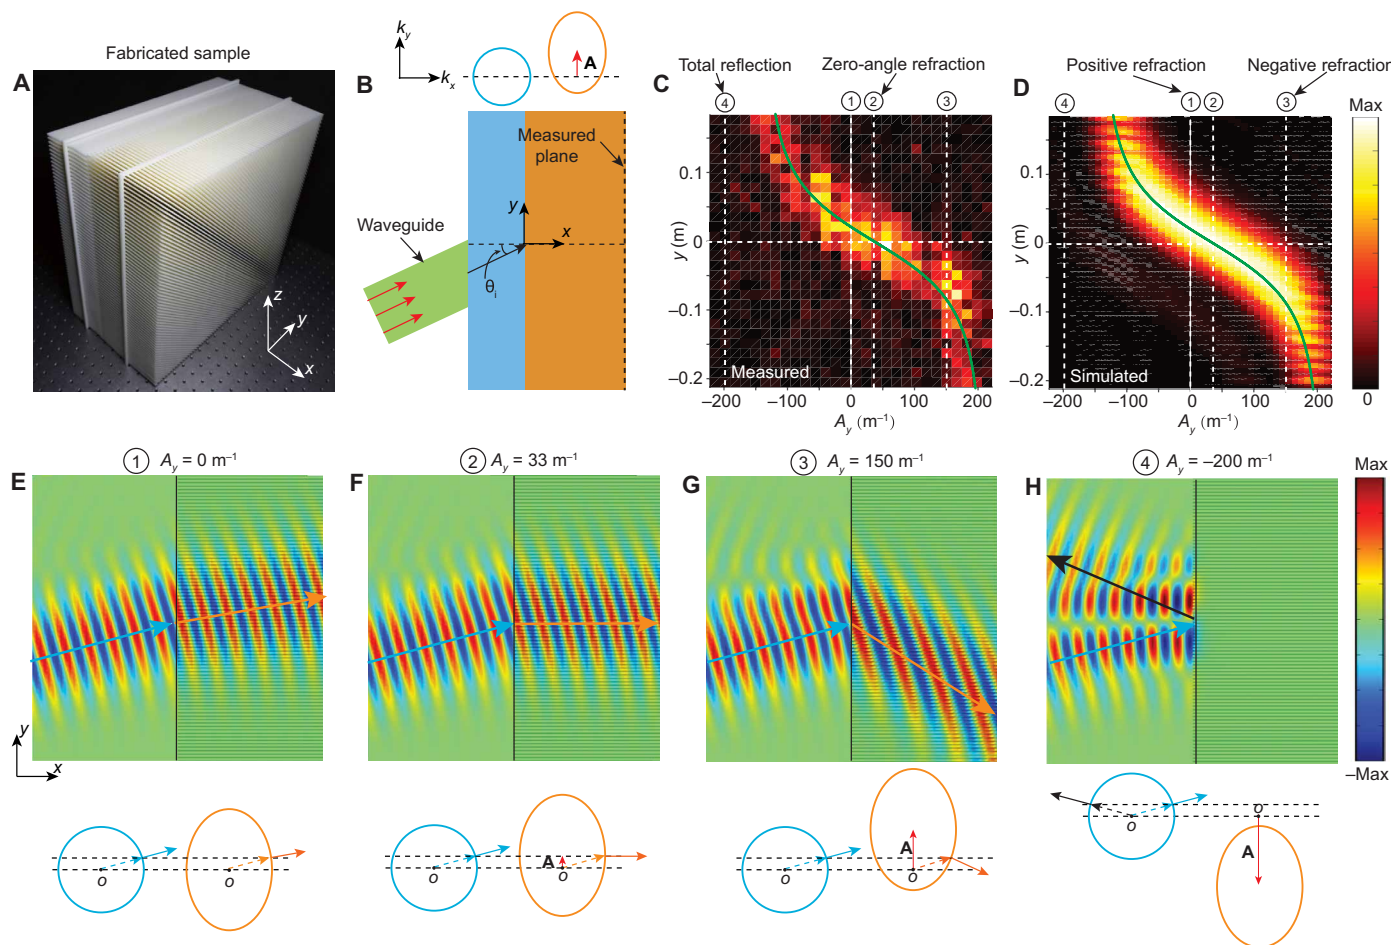 Fabricated sample
A
z
y
x
B
k_y
k_x
A
Measured
plane
Waveguide
y
x
θ_i
C
Total reflection
Zero-angle refraction
④ ① ② ③
y (m)
0.1
0
−0.1
−0.2
Measured
−200 −100 0 100 200
A_y (m⁻¹)
D
Positive refraction
Negative refraction
④ ① ② ③
y (m)
0.1
0
−0.1
−0.2
Simulated
−200 −100 0 100 200
A_y (m⁻¹)
Max
0
E
① A_y = 0 m⁻¹
y
x
o
o
F
② A_y = 33 m⁻¹
o
A
o
G
③ A_y = 150 m⁻¹
o
A
o
H
④ A_y = −200 m⁻¹
o
o
A
Max
−Max